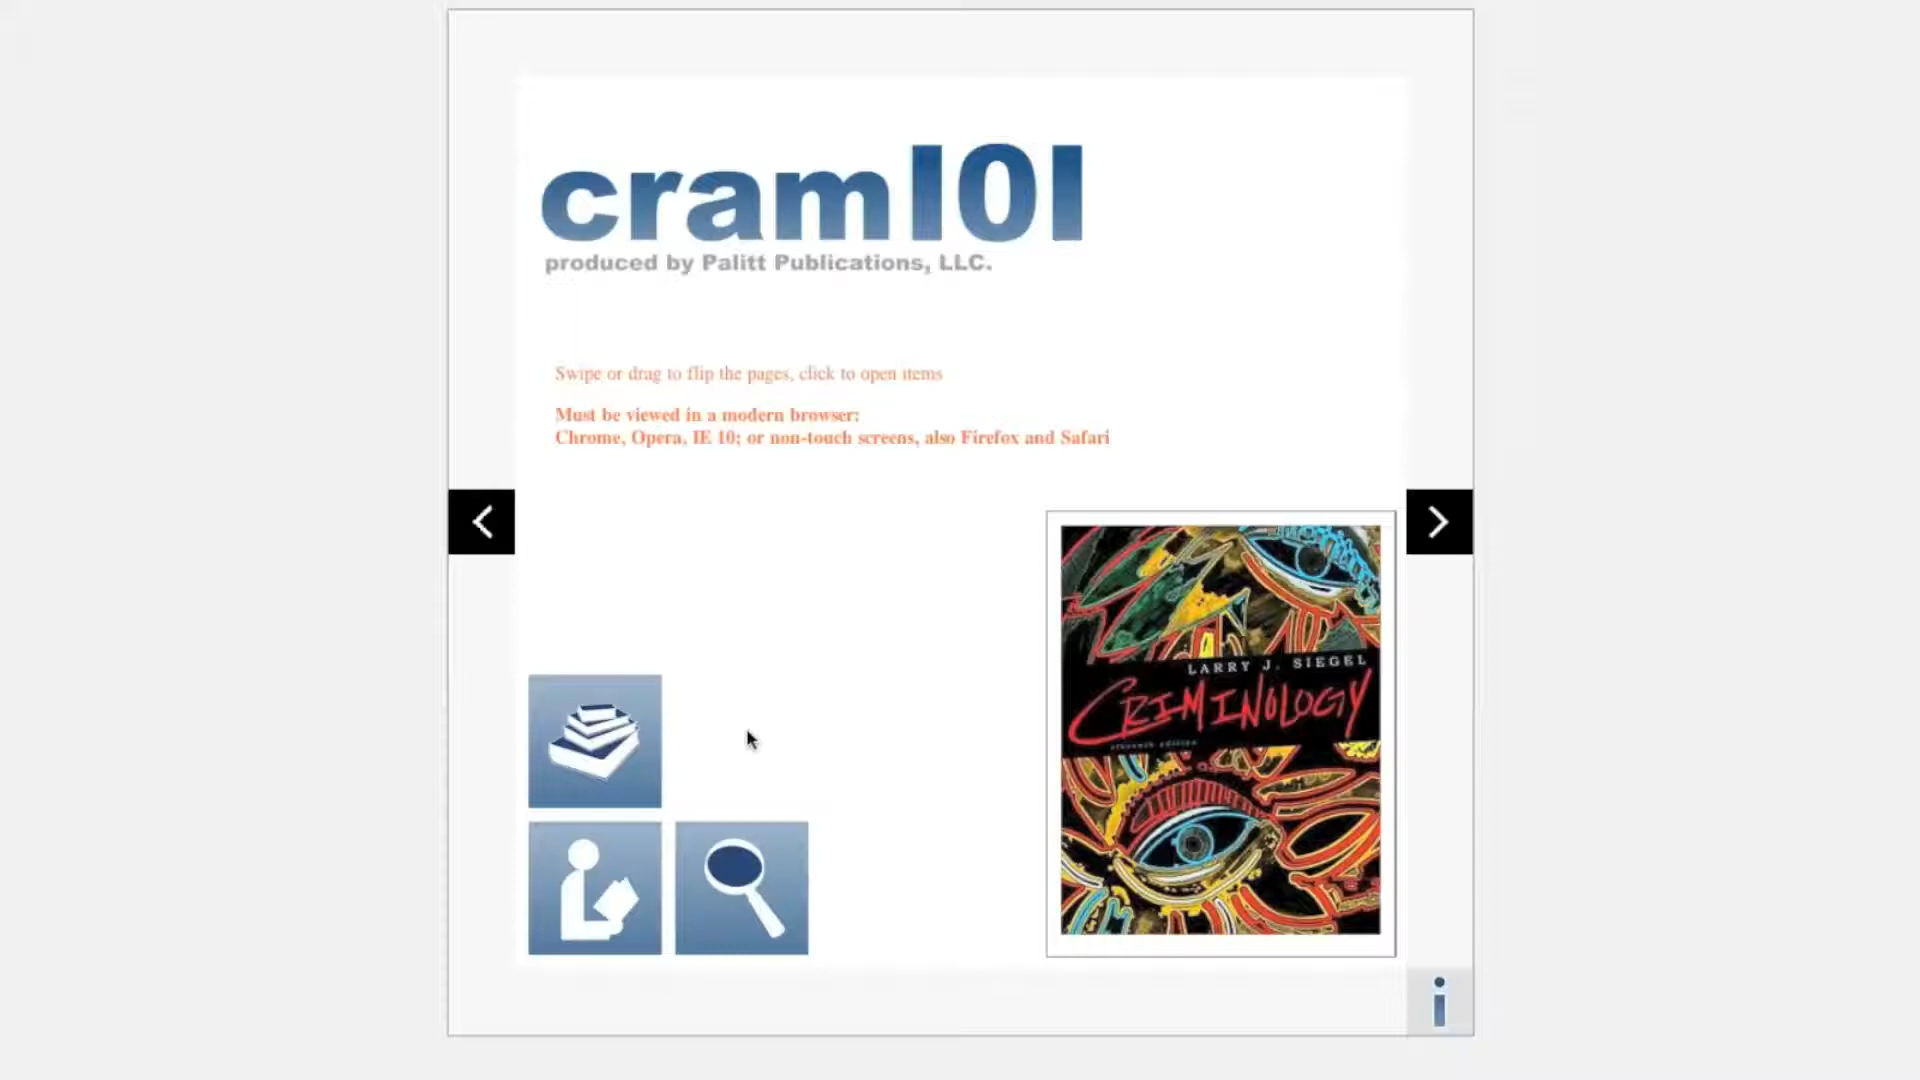 cram101
produced by Palitt Publications, LLC.
Swipe or drag to flip the pages, click to open items
Must be viewed in a modern browser:
Chrome, Opera, IE 10; or non-touch screens, also Firefox and Safari
LARRY J. SIEGEL
CRIMINOLOGY
eleventh edition
i